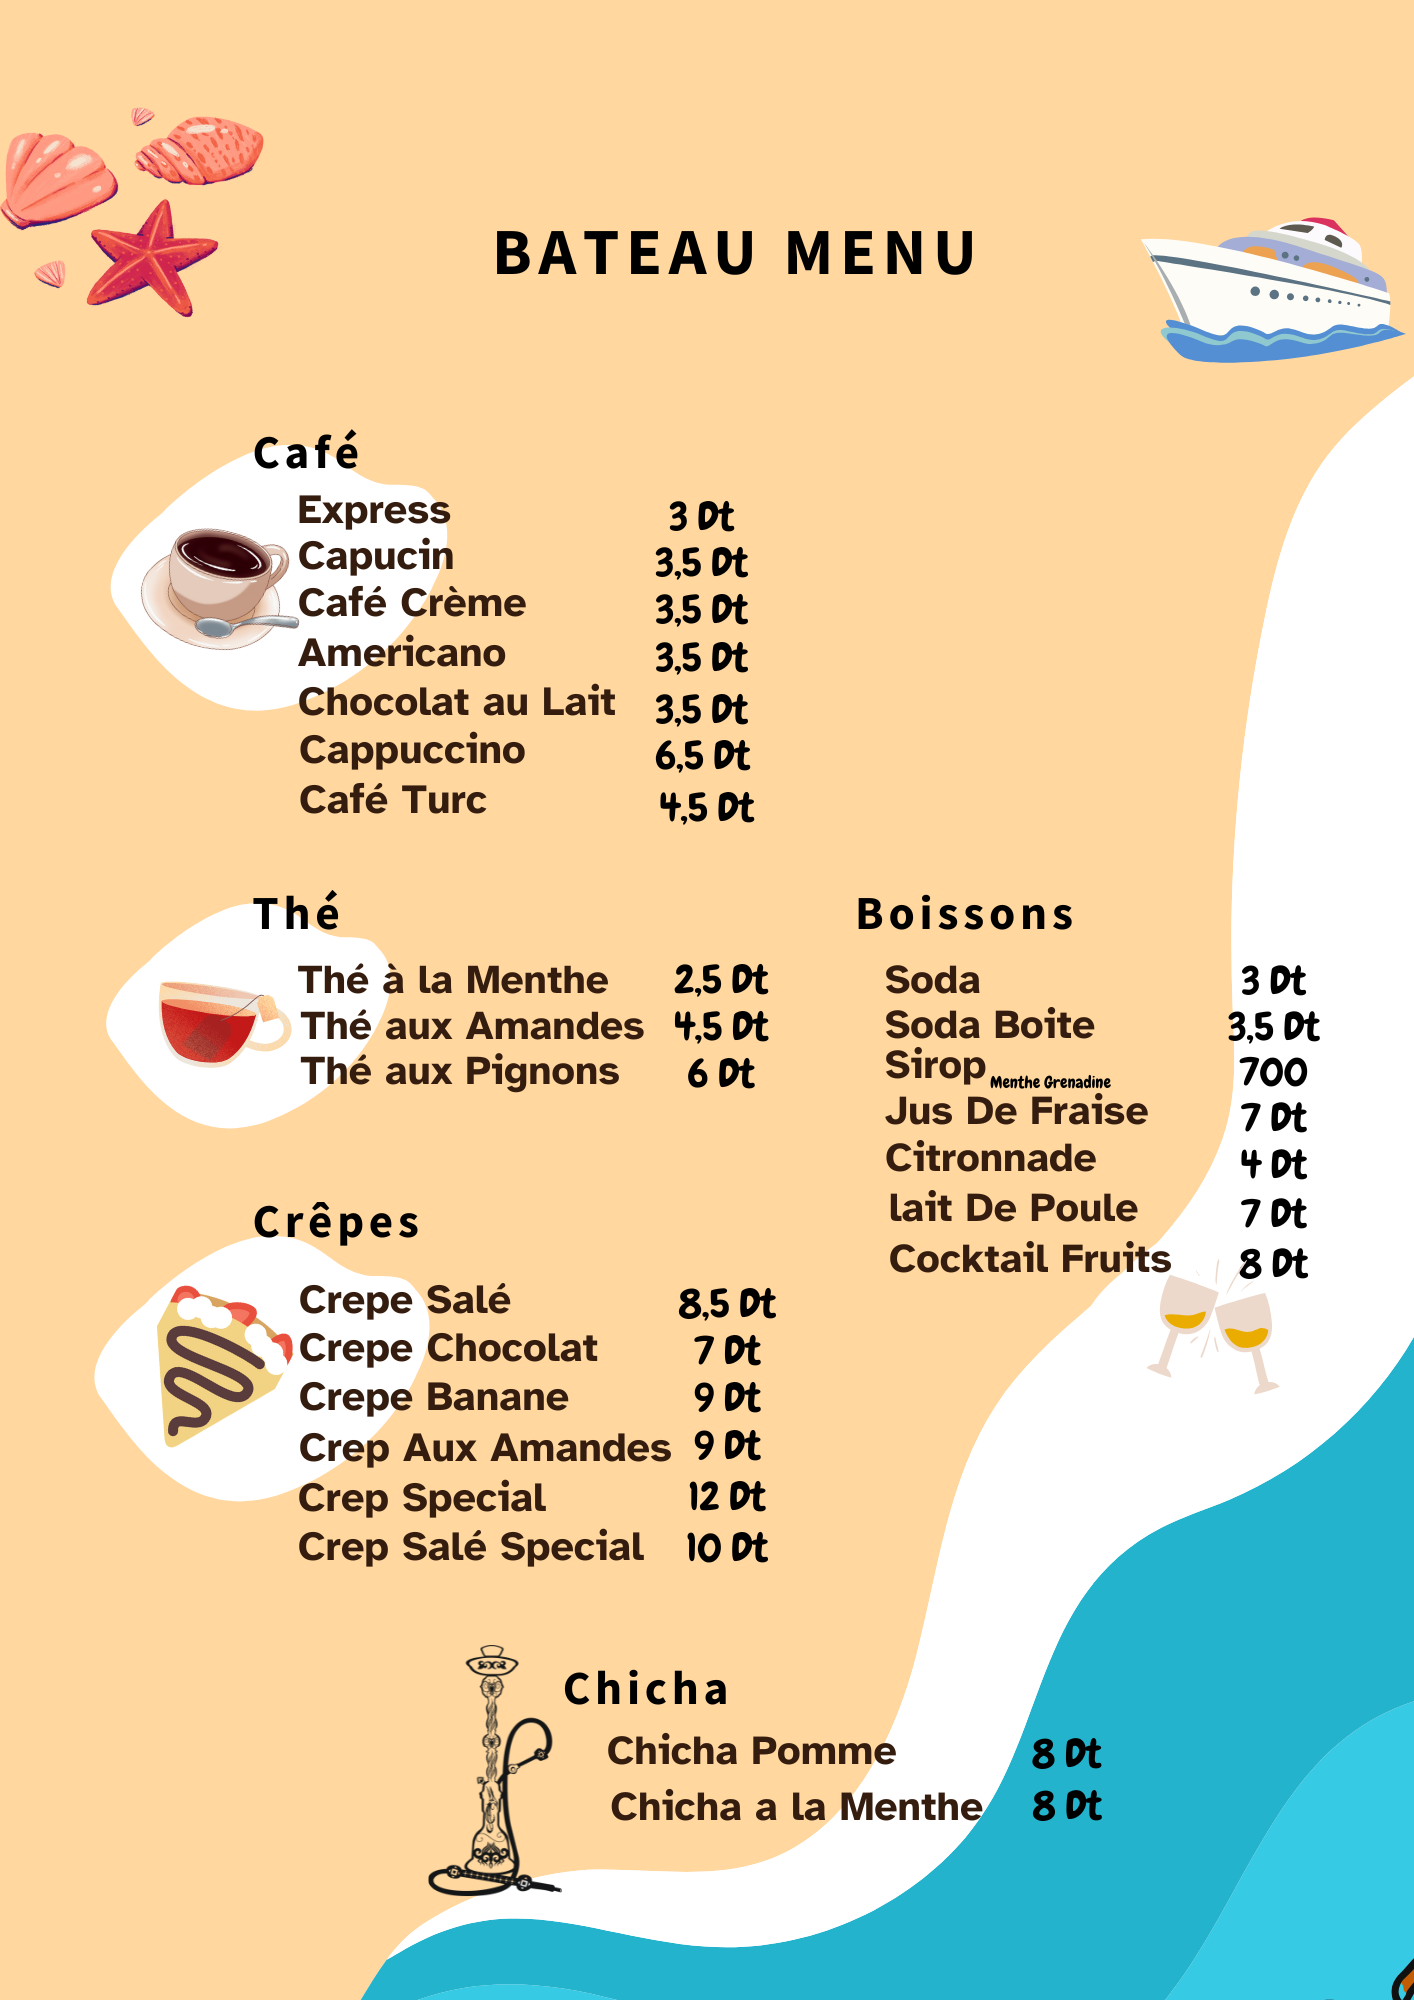 BATEAU MENU
Café
Express 3 Dt
Capucin 3,5 Dt
Café Crème 3,5 Dt
Americano 3,5 Dt
Chocolat au Lait 3,5 Dt
Cappuccino 6,5 Dt
Café Turc 4,5 Dt
Thé
Thé à la Menthe 2,5 Dt
Thé aux Amandes 4,5 Dt
Thé aux Pignons 6 Dt
Boissons
Soda 3 Dt
Soda Boite 3,5 Dt
Sirop Menthe Grenadine 700
Jus De Fraise 7 Dt
Citronnade 4 Dt
lait De Poule 7 Dt
Cocktail Fruits 8 Dt
Crêpes
Crepe Salé 8,5 Dt
Crepe Chocolat 7 Dt
Crepe Banane 9 Dt
Crep Aux Amandes 9 Dt
Crep Special 12 Dt
Crep Salé Special 10 Dt
Chicha
Chicha Pomme 8 Dt
Chicha a la Menthe 8 Dt